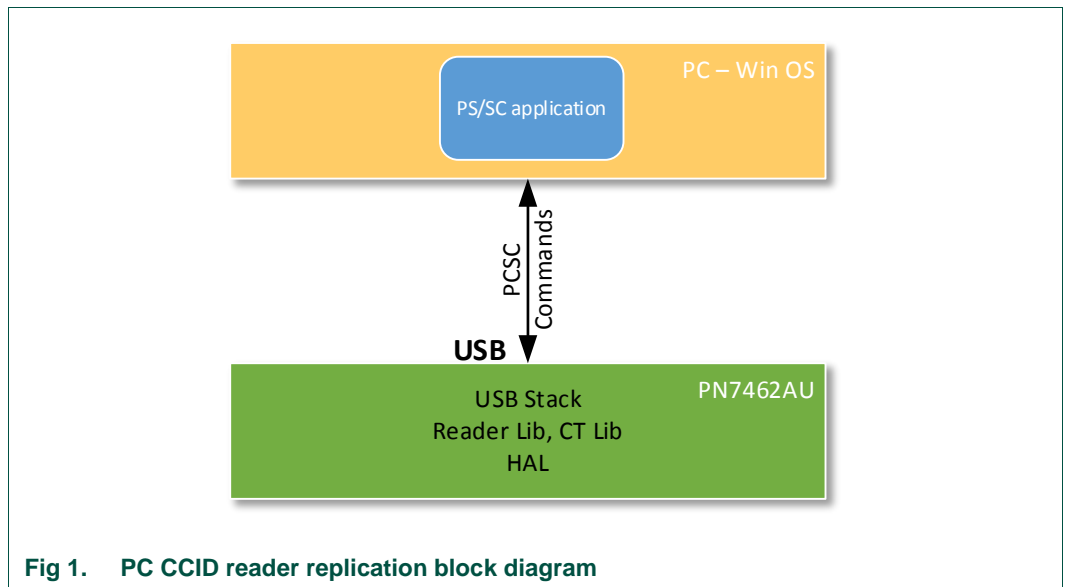 PC – Win OS
PS/SC application
PCSC
Commands
USB
PN7462AU
USB Stack
Reader Lib, CT Lib
HAL
Fig 1. PC CCID reader replication block diagram